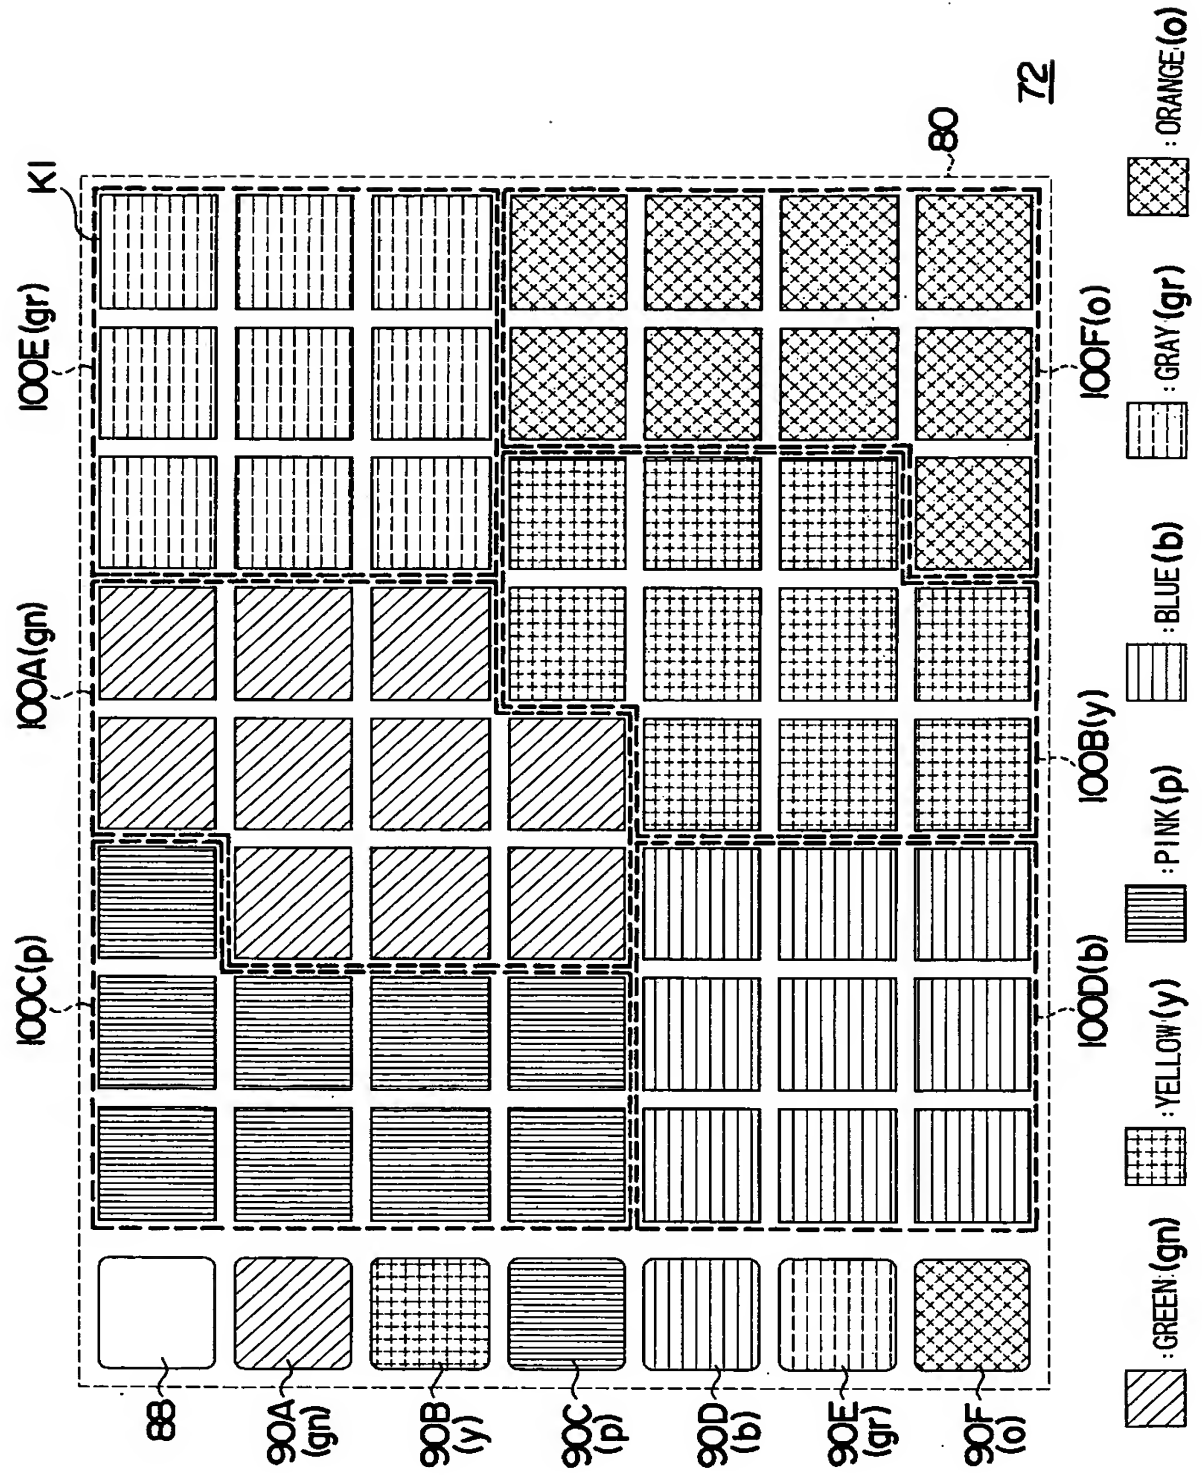 72
80
K1
100C(p)
100A(gn)
100E(gr)
88
90A
(gn)
90B
(y)
90C
(p)
90D
(b)
90E
(gr)
90F
(o)
100D(b)
100B(y)
100F(o)
:GREEN(gn)
:YELLOW(y)
:PINK(p)
:BLUE(b)
:GRAY(gr)
:ORANGE(o)